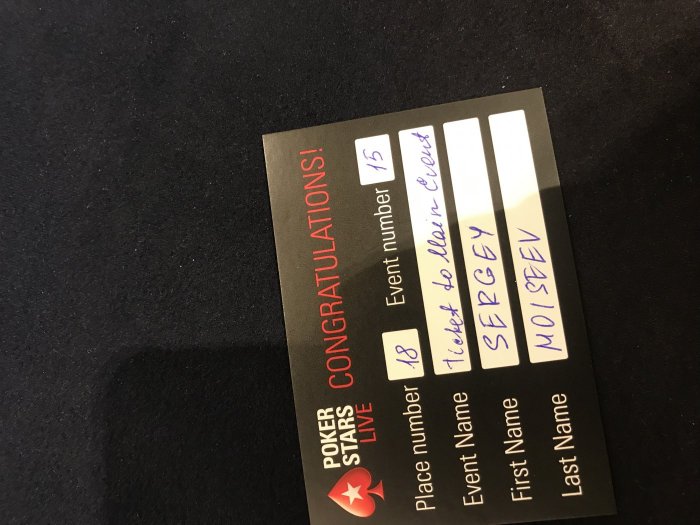 POKER STARS LIVE CONGRATULATIONS!
Place number 18 Event number 15
Event Name Ticket to Main Event
First Name SERGEY
Last Name MOISEEV